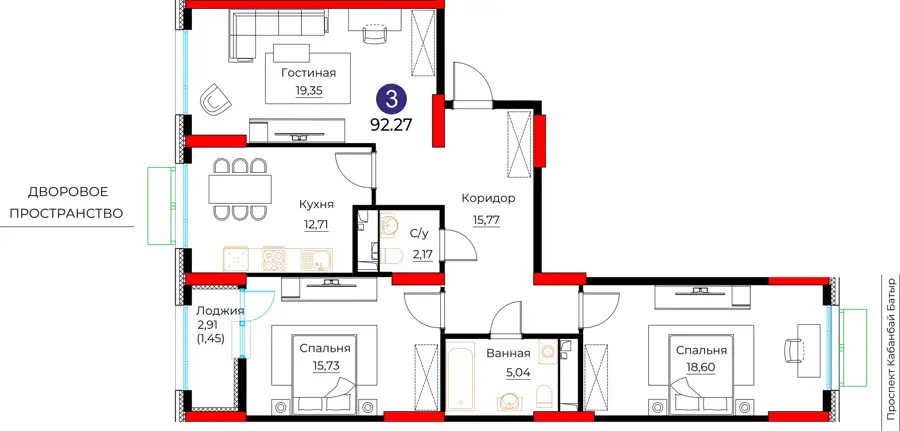 Гостиная
19,35
3
92.27
ДВОРОВОЕ
ПРОСТРАНСТВО
Кухня
12,71
Коридор
15,77
С/у
2,17
Лоджия
2,91
(1,45)
Спальня
15,73
Ванная
5,04
Спальня
18,60
Проспект Кабанбай Батыр